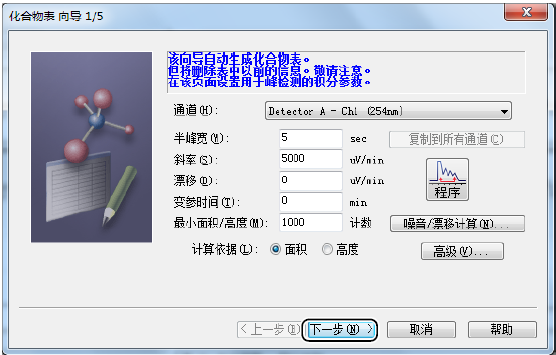 化合物表 向导 1/5
该向导自动生成化合物表。
但将删除表中以前的信息。敬请注意。
在该页面设置用于峰检测的积分参数。
通道(H): Detector A - Ch1 (254nm)
半峰宽(W): 5 sec 复制到所有通道(C)
斜率(S): 5000 uV/min
漂移(D): 0 uV/min 程序
变参时间(T): 0 min
最小面积/高度(M): 1000 计数 噪音/漂移计算(N)...
计算依据(L): 面积 高度 高级(V)...
< 上一步(B) 下一步(N) > 取消 帮助